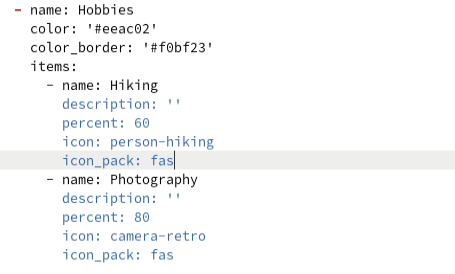 - name: Hobbies
  color: '#eeac02'
  color_border: '#f0bf23'
  items:
    - name: Hiking
      description: ''
      percent: 60
      icon: person-hiking
      icon_pack: fas
    - name: Photography
      description: ''
      percent: 80
      icon: camera-retro
      icon_pack: fas